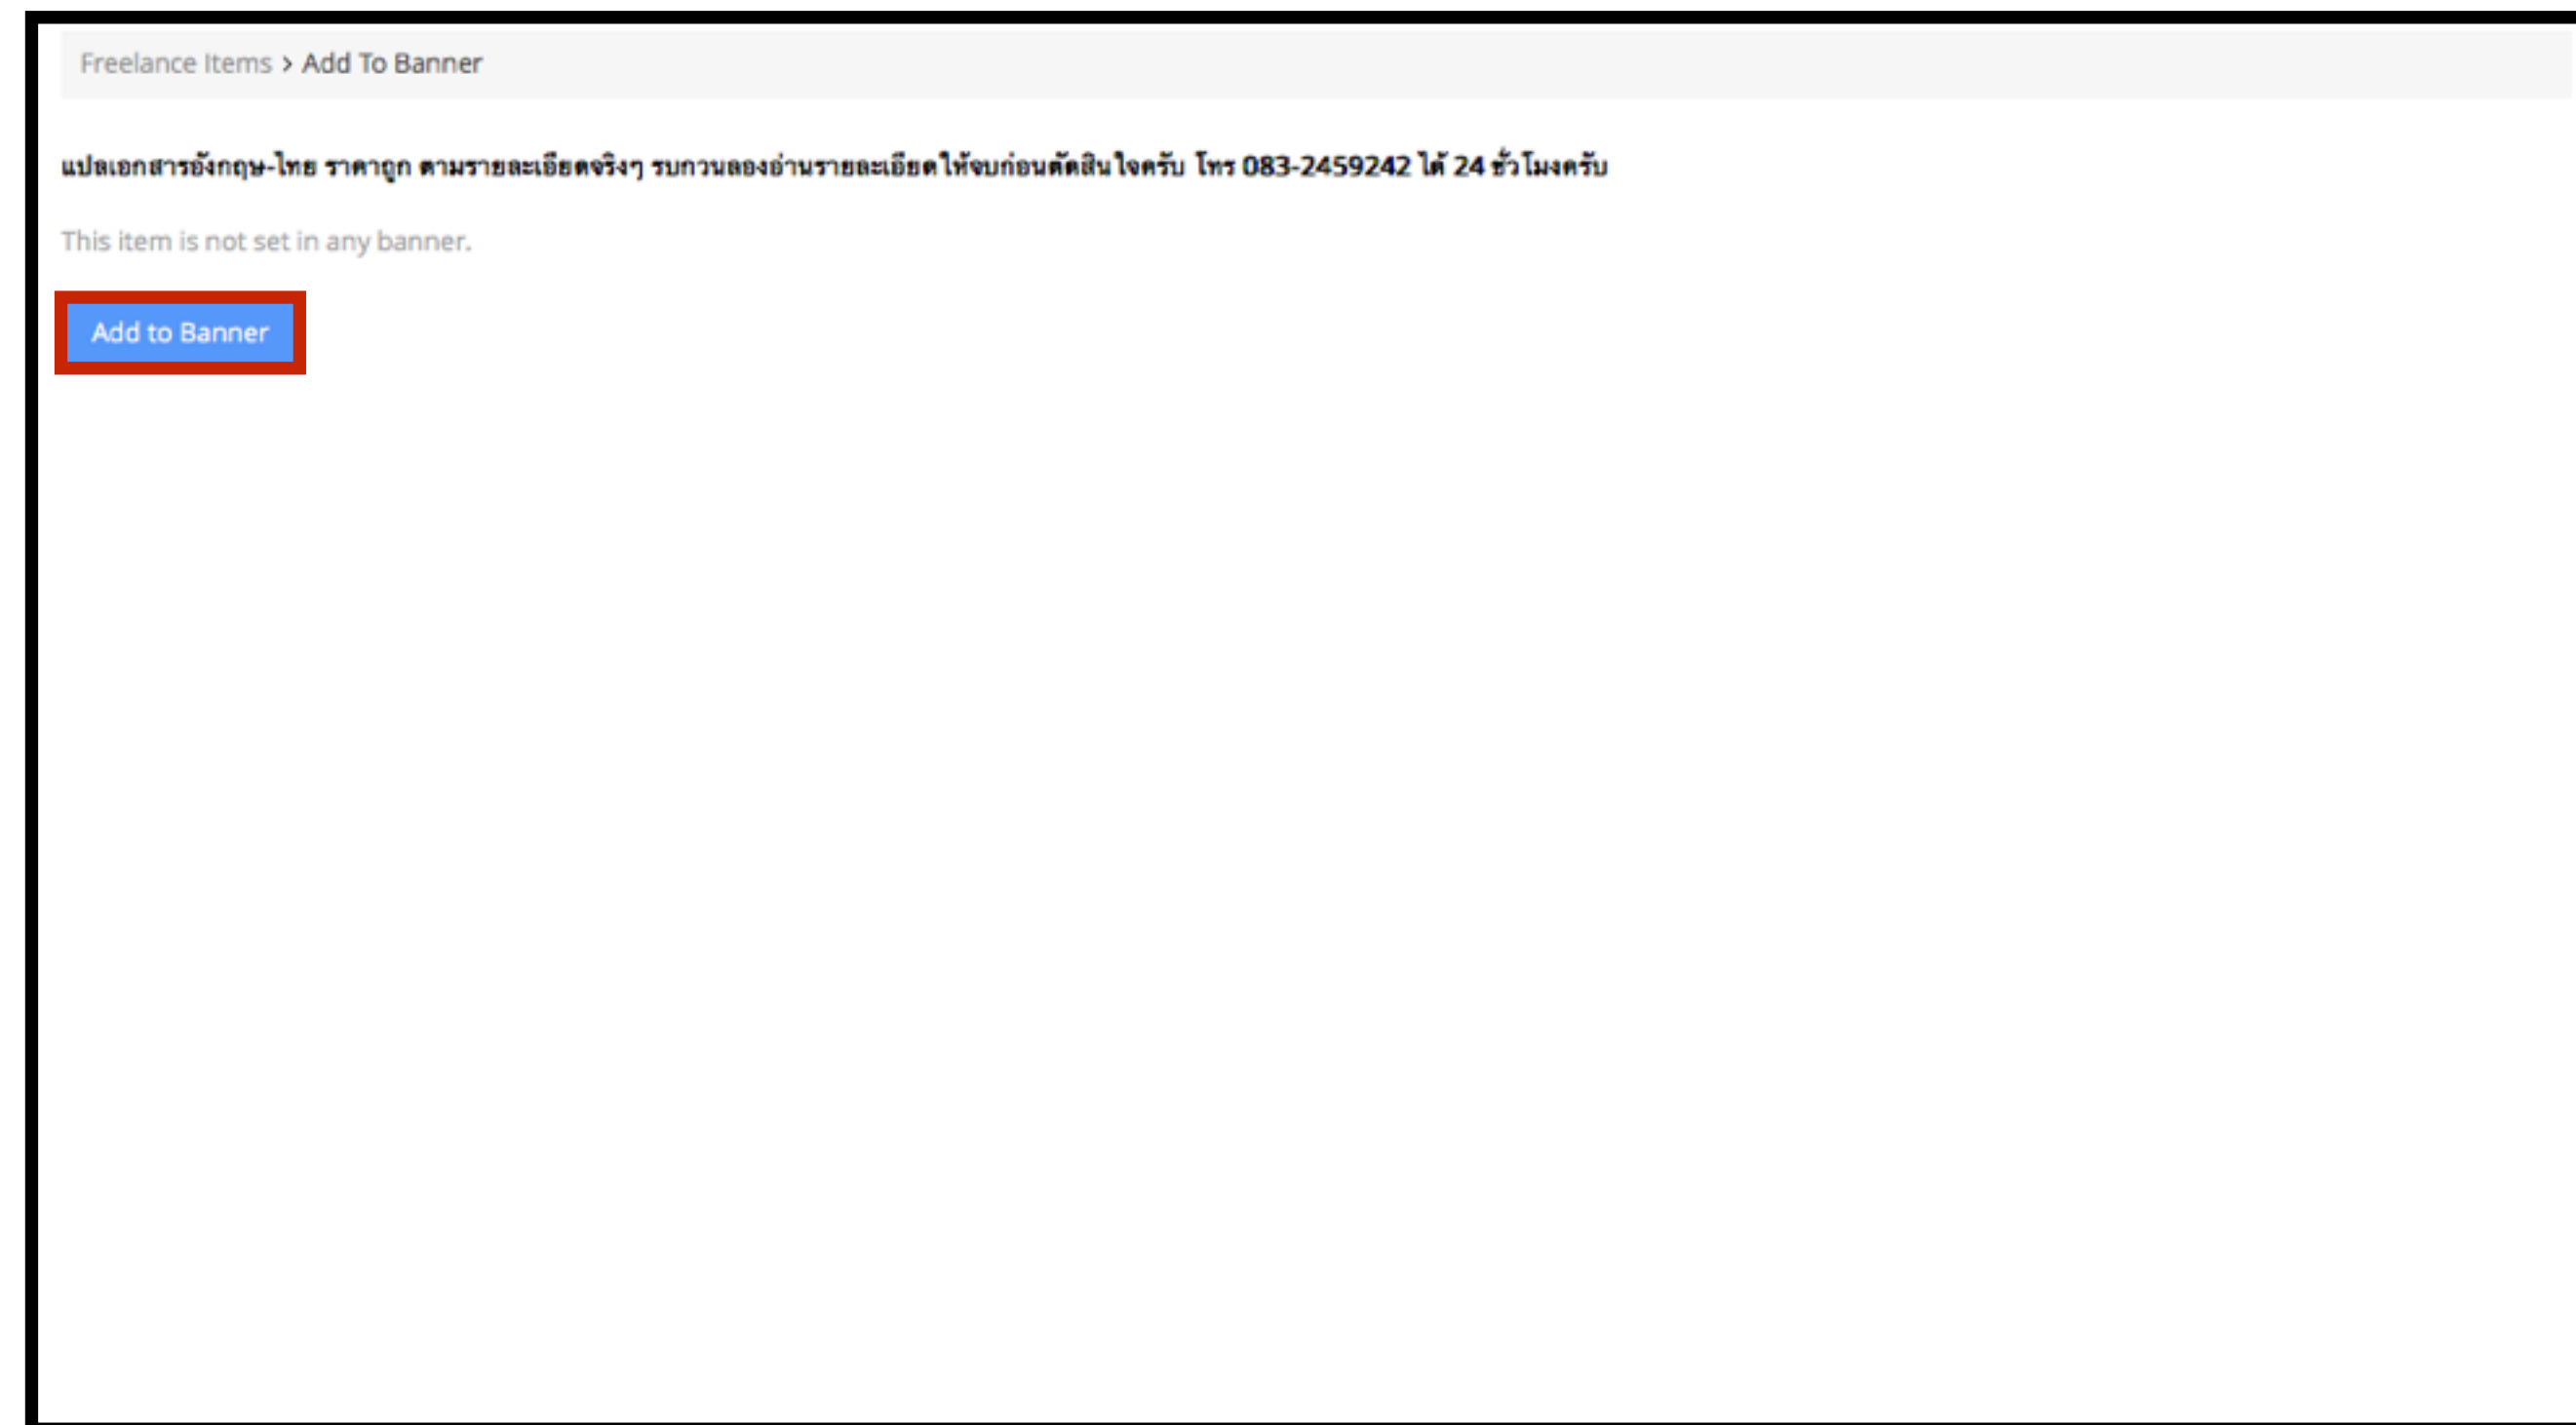 Freelance Items > Add To Banner
แปลเอกสารอังกฤษ-ไทย ราคาถูก ตามรายละเอียดจริงๆ รบกวนลองอ่านรายละเอียดให้จบก่อนตัดสินใจครับ โทร 083-2459242 ได้ 24 ชั่วโมงครับ
This item is not set in any banner.
Add to Banner